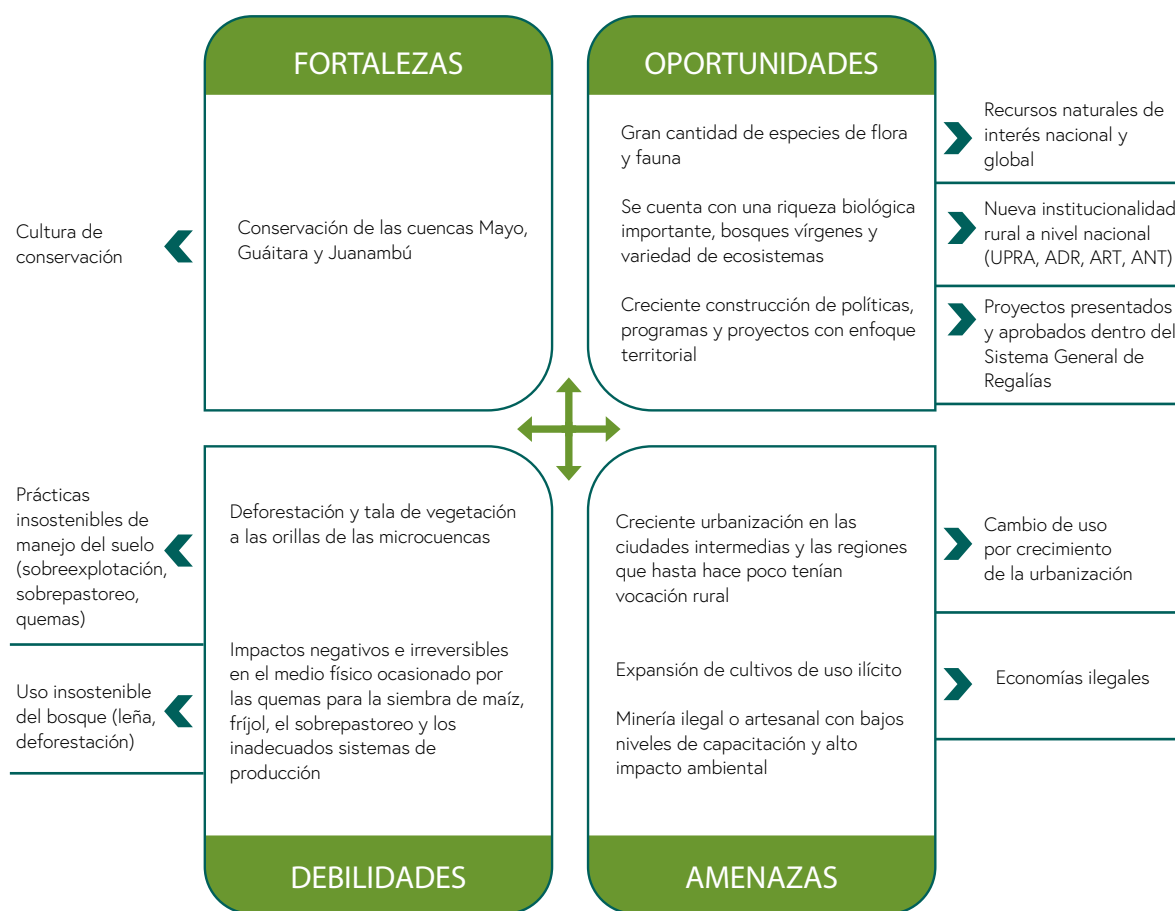 FORTALEZAS
Cultura de
conservación
Conservación de las cuencas Mayo,
Guáitara y Juanambú
OPORTUNIDADES
Gran cantidad de especies de flora
y fauna
Se cuenta con una riqueza biológica
importante, bosques vírgenes y
variedad de ecosistemas
Creciente construcción de políticas,
programas y proyectos con enfoque
territorial
Recursos naturales de
interés nacional y
global
Nueva institucionalidad
rural a nivel nacional
(UPRA, ADR, ART, ANT)
Proyectos presentados
y aprobados dentro del
Sistema General de
Regalías
Prácticas
insostenibles de
manejo del suelo
(sobreexplotación,
sobrepastoreo,
quemas)
Uso insostenible
del bosque (leña,
deforestación)
Deforestación y tala de vegetación
a las orillas de las microcuencas
Impactos negativos e irreversibles
en el medio físico ocasionado por
las quemas para la siembra de maíz,
fríjol, el sobrepastoreo y los
inadecuados sistemas de
producción
DEBILIDADES
Creciente urbanización en las
ciudades intermedias y las regiones
que hasta hace poco tenían
vocación rural
Expansión de cultivos de uso ilícito
Minería ilegal o artesanal con bajos
niveles de capacitación y alto
impacto ambiental
Cambio de uso
por crecimiento
de la urbanización
Economías ilegales
AMENAZAS